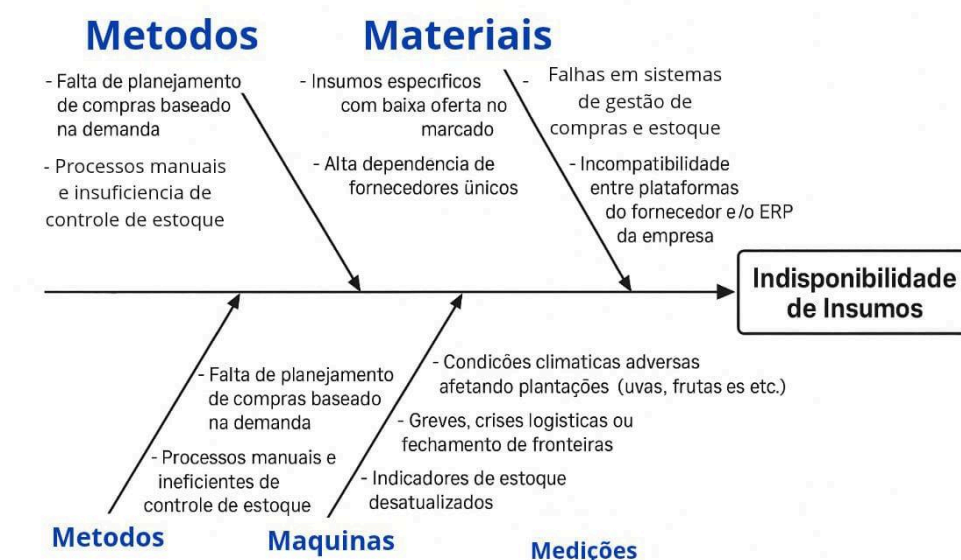 Metodos
- Falta de planejamento
de compras baseado
na demanda
- Processos manuais
e insuficiencia de
controle de estoque
Materiais
- Insumos especificos
com baixa oferta no
marcado
- Alta dependencia de
fornecedores ünicos
-
Falhas em sistemas
de gestão de
compras e estoque
- Incompatibilidade
entre plataformas
do fornecedor e/o ERP
da empresa
Indisponibilidade
de Insumos
- Falta de planejamento
de compras baseado
na demanda
- Processos manuais e
ineficientes de
controle de estoque
Metodos
- Condicões climaticas adversas
afetando plantações (uvas, frutas es etc.)
- Greves, crises logisticas ou
fechamento de fronteiras
- Indicadores de estoque
desatualizados
Maquinas
Medições